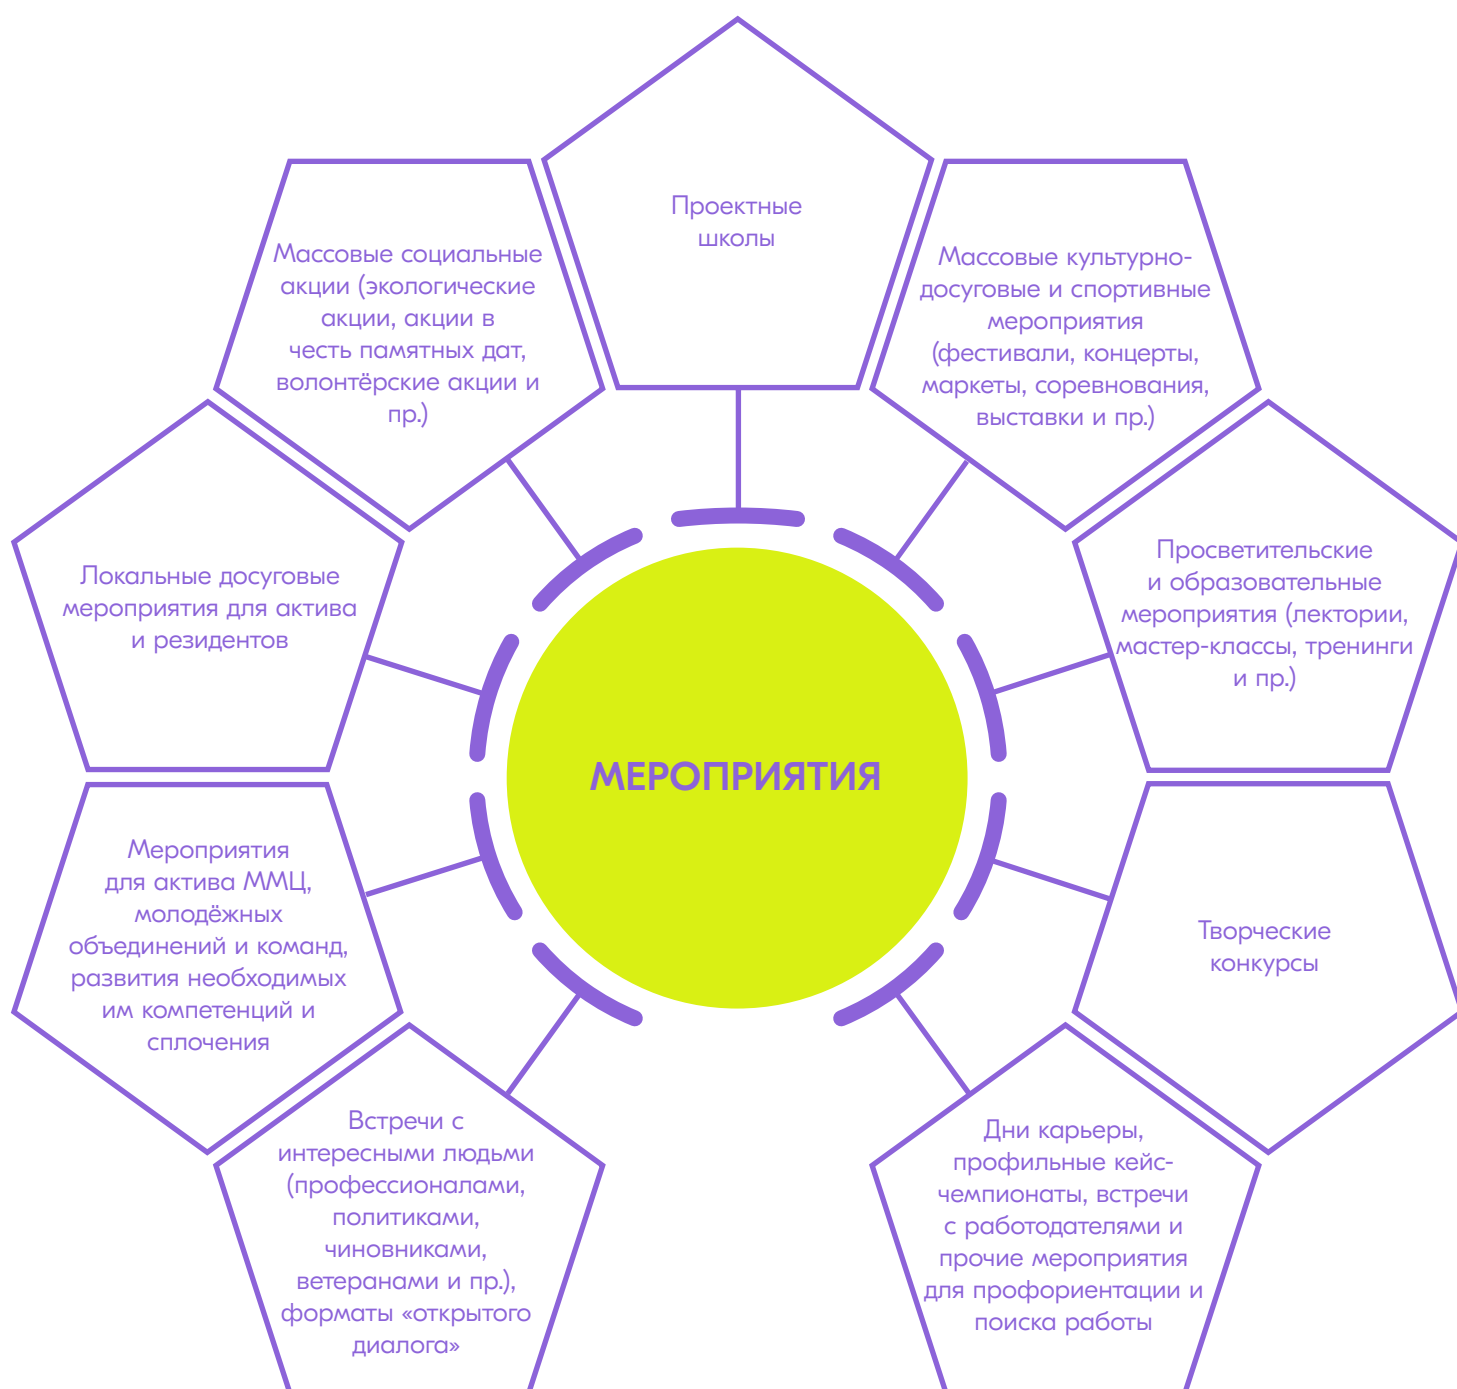 Проектные
школы
Массовые социальные
акции (экологические
акции, акции в
честь памятных дат,
волонтёрские акции и
пр.)
Массовые культурно-
досуговые и спортивные
мероприятия
(фестивали, концерты,
маркеты, соревнования,
выставки и пр.)
Локальные досуговые
мероприятия для актива
и резидентов
Просветительские
и образовательные
мероприятия (лектории,
мастер-классы, тренинги
и пр.)
МЕРОПРИЯТИЯ
Мероприятия
для актива ММЦ,
молодёжных
объединений и команд,
развития необходимых
им компетенций и
сплочения
Творческие
конкурсы
Встречи с
интересными людьми
(профессионалами,
политиками,
чиновниками,
ветеранами и пр.),
форматы «открытого
диалога»
Дни карьеры,
профильные кейс-
чемпионаты, встречи
с работодателями и
прочие мероприятия
для профориентации и
поиска работы